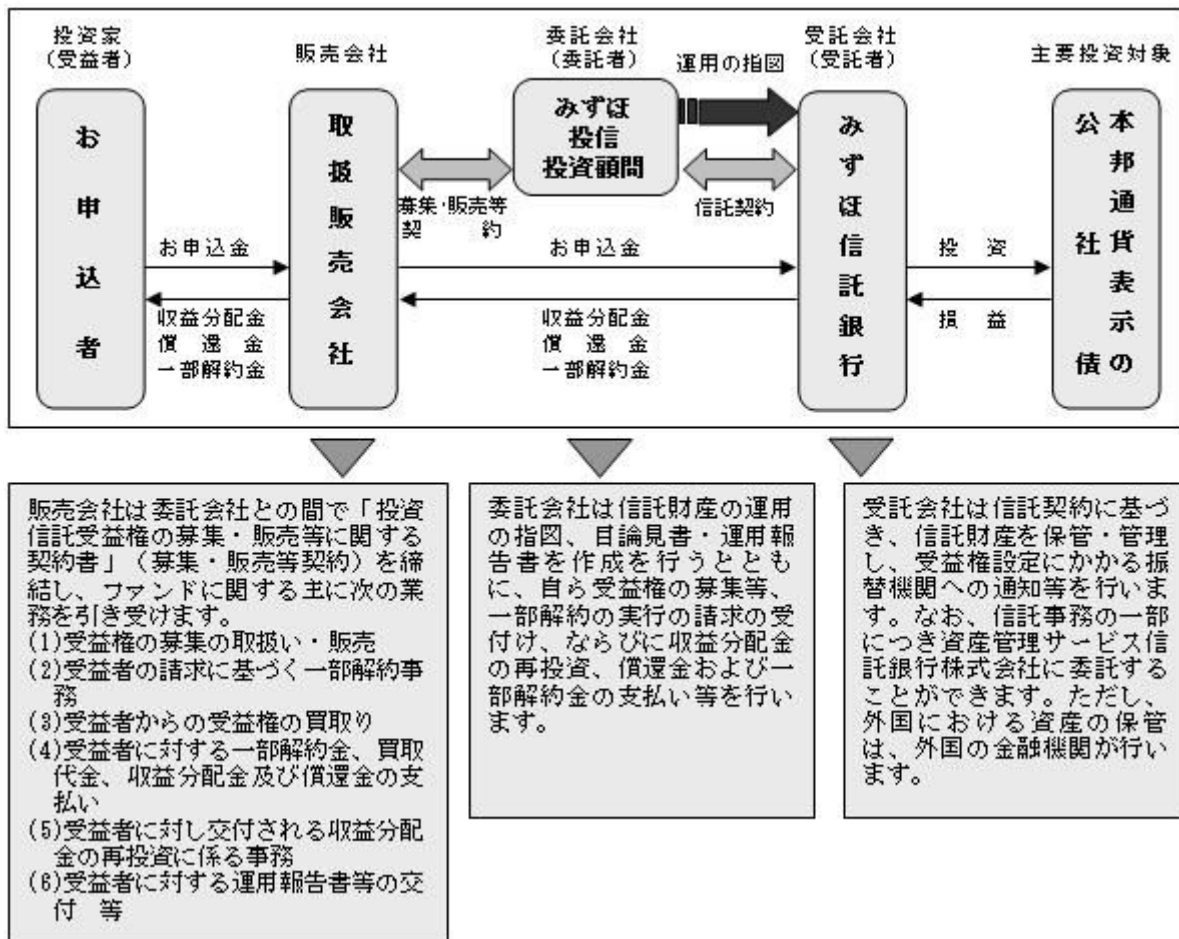 投資家
(受益者)
販売会社
委託会社
(委託者)
受託会社
(受託者)
主要投資対象
運用の指図
お申込者
取扱販売会社
みずほ
投信
投資顧問
みずほ信託銀行
本邦通貨表示の
公社債
募集・販売等
契　約
信託契約
お申込金
お申込金
投　資
収益分配金
償　還　金
一部解約金
収益分配金
償　還　金
一部解約金
損　益
販売会社は委託会社との間で「投資
信託受益権の募集・販売等に関する
契約書」（募集・販売等契約）を締
結し、ファンドに関する主に次の業
務を引き受けます。
(1)受益権の募集の取扱い・販売
(2)受益者の請求に基づく一部解約事
務
(3)受益者からの受益権の買取り
(4)受益者に対する一部解約金、買取
代金、収益分配金及び償還金の支
払い
(5)受益者に対し交付される収益分配
金の再投資に係る事務
(6)受益者に対する運用報告書等の交
付　等
委託会社は信託財産の運用
の指図、目論見書・運用報
告書を作成を行うととも
に、自ら受益権の募集等、
一部解約の実行の請求の受
付け、ならびに収益分配金
の再投資、償還金および一
部解約金の支払い等を行い
ます。
受託会社は信託契約に基づ
き、信託財産を保管・管理
し、受益権設定にかかる振
替機関への通知等を行いま
す。なお、信託事務の一部
につき資産管理サービス信
託銀行株式会社に委託する
ことができます。ただし、
外国における資産の保管
は、外国の金融機関が行い
ます。